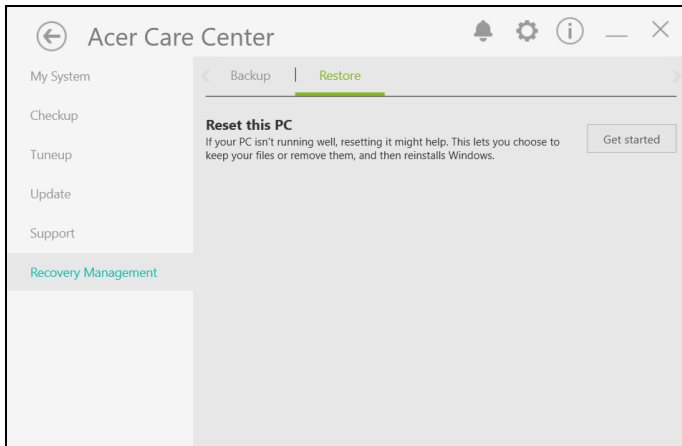 Acer Care Center
My System
Checkup
Tuneup
Update
Support
Recovery Management
Backup
Restore
Reset this PC
If your PC isn't running well, resetting it might help. This lets you choose to
keep your files or remove them, and then reinstalls Windows.
Get started